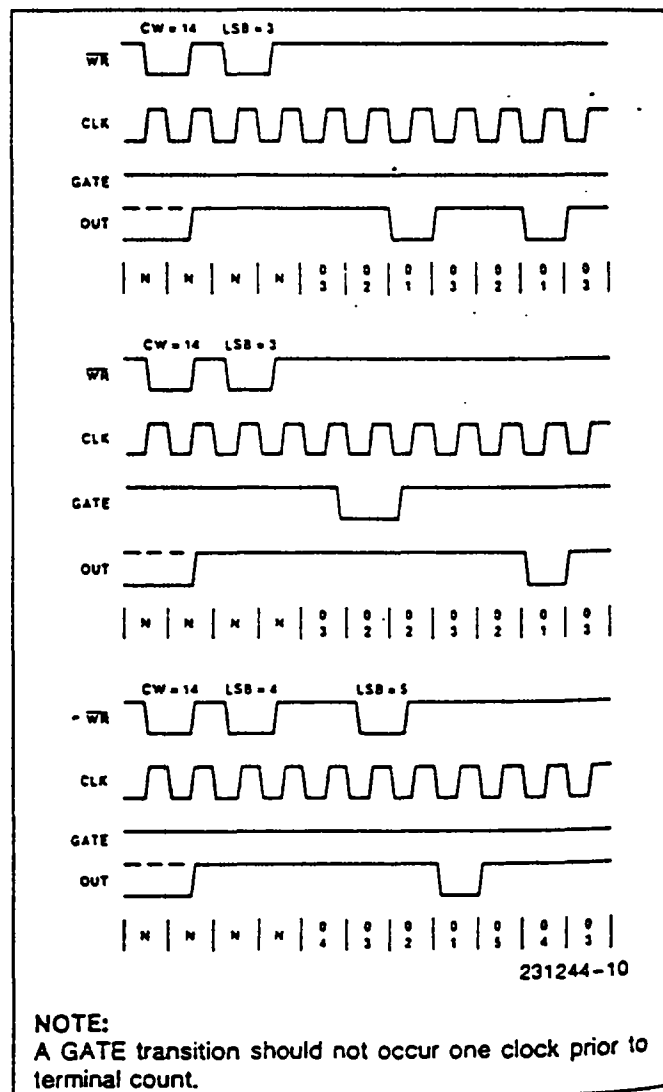 CW = 14 LSB = 3
WR
CLK
GATE
OUT
| N | N | N | N | 0 3 | 0 2 | 0 1 | 0 3 | 0 2 | 0 1 | 0 3 |
CW = 14 LSB = 3
WR
CLK
GATE
OUT
| N | N | N | N | 0 3 | 0 2 | 0 2 | 0 3 | 0 2 | 0 1 | 0 3 |
CW = 14 LSB = 4 LSB = 5
WR
CLK
GATE
OUT
| N | N | N | N | 0 4 | 0 3 | 0 2 | 0 1 | 0 5 | 0 4 | 0 3 |
231244-10
NOTE:
A GATE transition should not occur one clock prior to
terminal count.